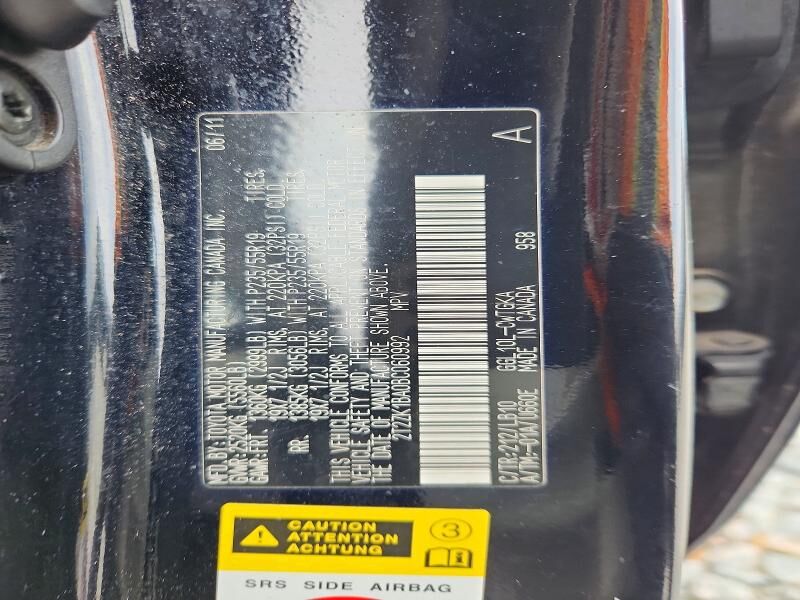 MFD. BY: TOYOTA MOTOR MANUFACTURING CANADA INC. 06/11
GVWR: 2520KG (5560LB)
GAWR: FRT. 1360KG (2999LB) WITH P235/55R19 TIRES,
19X7 1/2J RIMS, AT 220KPA (32PSI) COLD
RR. 1385KG (3056LB) WITH P235/55R19 TIRES,
19X7 1/2J RIMS, AT 220KPA (32PSI) COLD
THIS VEHICLE CONFORMS TO ALL APPLICABLE FEDERAL MOTOR
VEHICLE SAFETY AND THEFT PREVENTION STANDARDS IN EFFECT ON
THE DATE OF MANUFACTURE SHOWN ABOVE.
MPV
C/TR: 212/LB10 GGL10L-CWTGKA A
A/TM: -01A/U660E MADE IN CANADA 958
CAUTION
ATTENTION
ACHTUNG
3
SRS SIDE AIRBAG